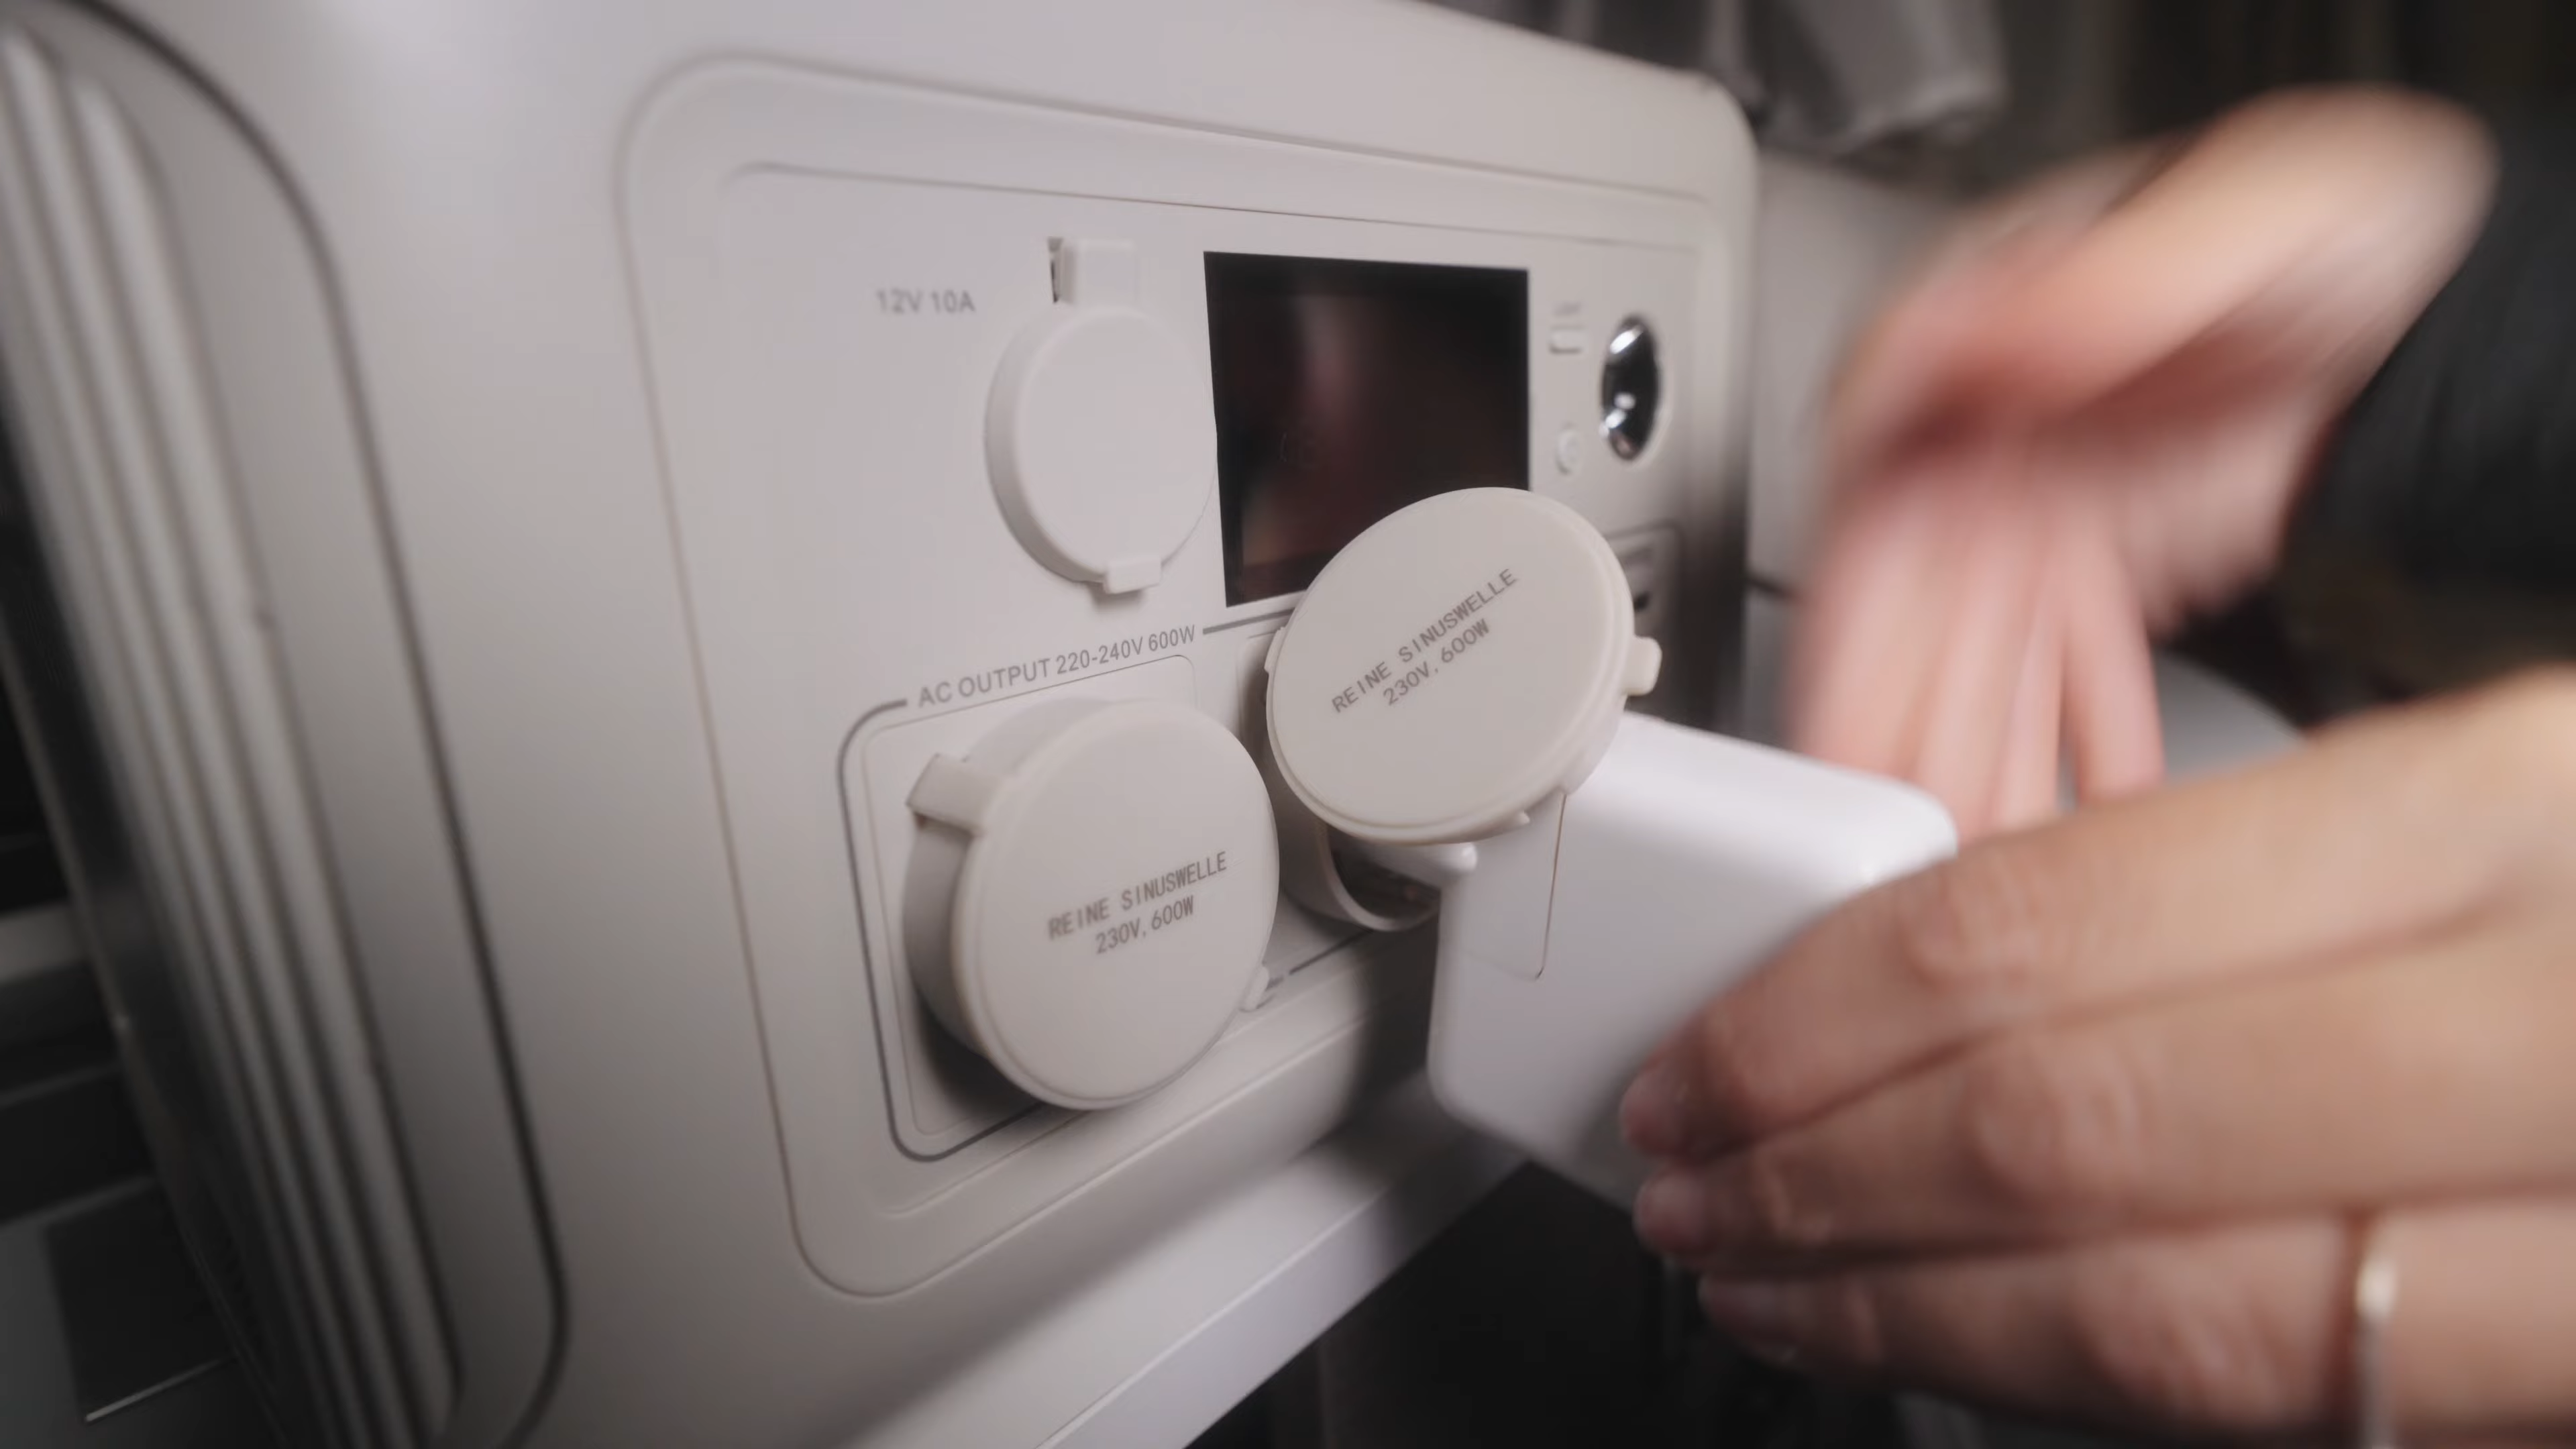 12V 10A
AC OUTPUT 220-240V 600W
REINE SINUSWELLE
230V, 600W
REINE SINUSWELLE
230V, 600W